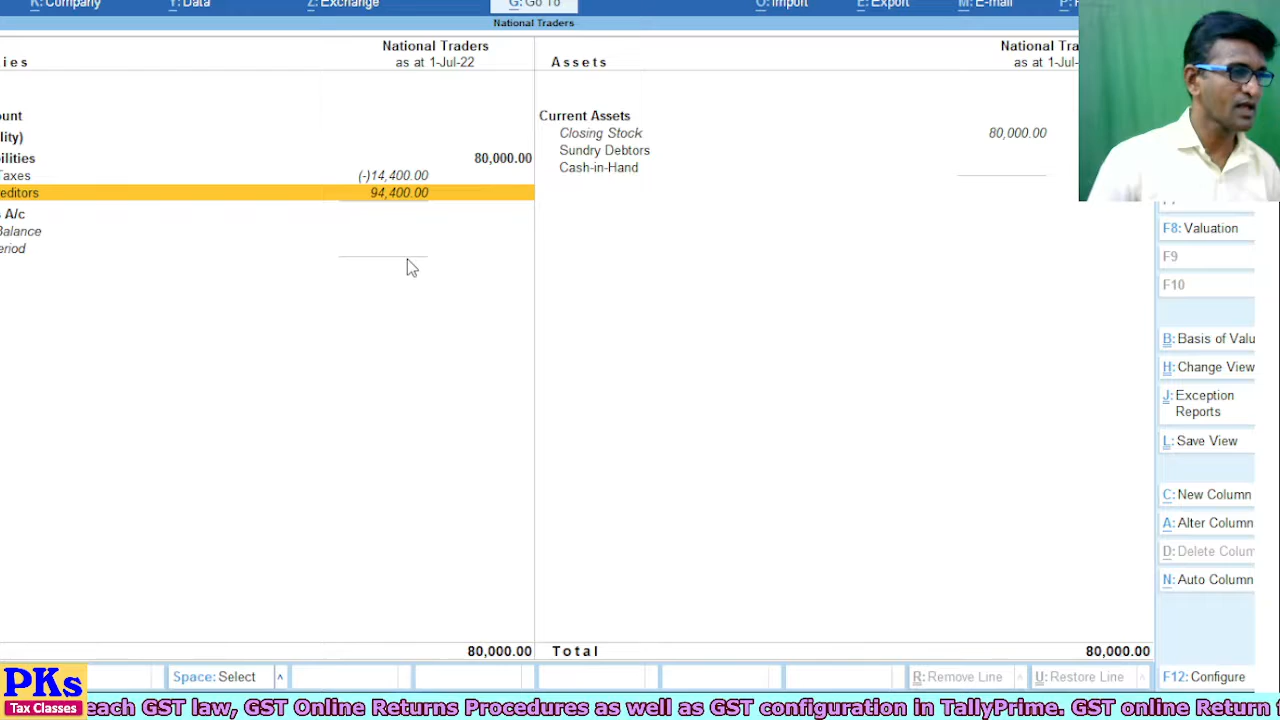 K: Company Y: Data Z: Exchange G: Go To O: Import E: Export M: E-mail P:
National Traders
ies National Traders as at 1-Jul-22
Assets National Tra as at 1-Jul-
ount
lity)
ilities 80,000.00
Taxes (-)14,400.00
editors 94,400.00
A/c
Balance
eriod
Current Assets
Closing Stock 80,000.00
Sundry Debtors
Cash-in-Hand
F8: Valuation
F9
F10
B: Basis of Valu
H: Change View
J: Exception
Reports
L: Save View
C: New Column
A: Alter Column
D: Delete Colum
N: Auto Column
80,000.00 Total 80,000.00
Space: Select R: Remove Line U: Restore Line F12: Configure
PKs
Tax Classes
each GST law, GST Online Returns Procedures as well as GST configuration in TallyPrime. GST online Return